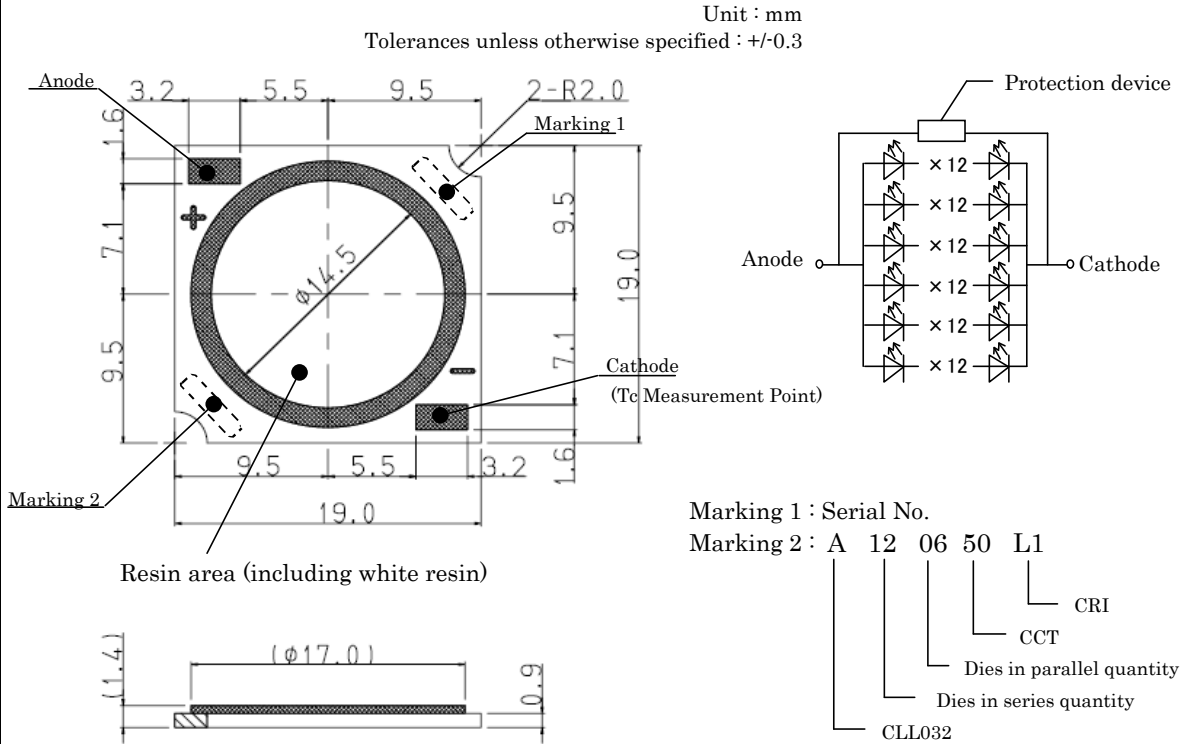 Unit : mm
Tolerances unless otherwise specified : +/-0.3
Anode
3.2 5.5 9.5 2-R2.0
Marking 1
1.6
7.1
9.5
9.5
19.0
7.1
1.6
+
ø14.5
-
Cathode
(Tc Measurement Point)
9.5 5.5 3.2
19.0
Marking 2
Resin area (including white resin)
(1.4)
(ø17.0)
0.9
Protection device
×12
×12
×12
×12
×12
×12
Anode
Cathode
Marking 1 : Serial No.
Marking 2 : A 12 06 50 L1
CRI
CCT
Dies in parallel quantity
Dies in series quantity
CLL032